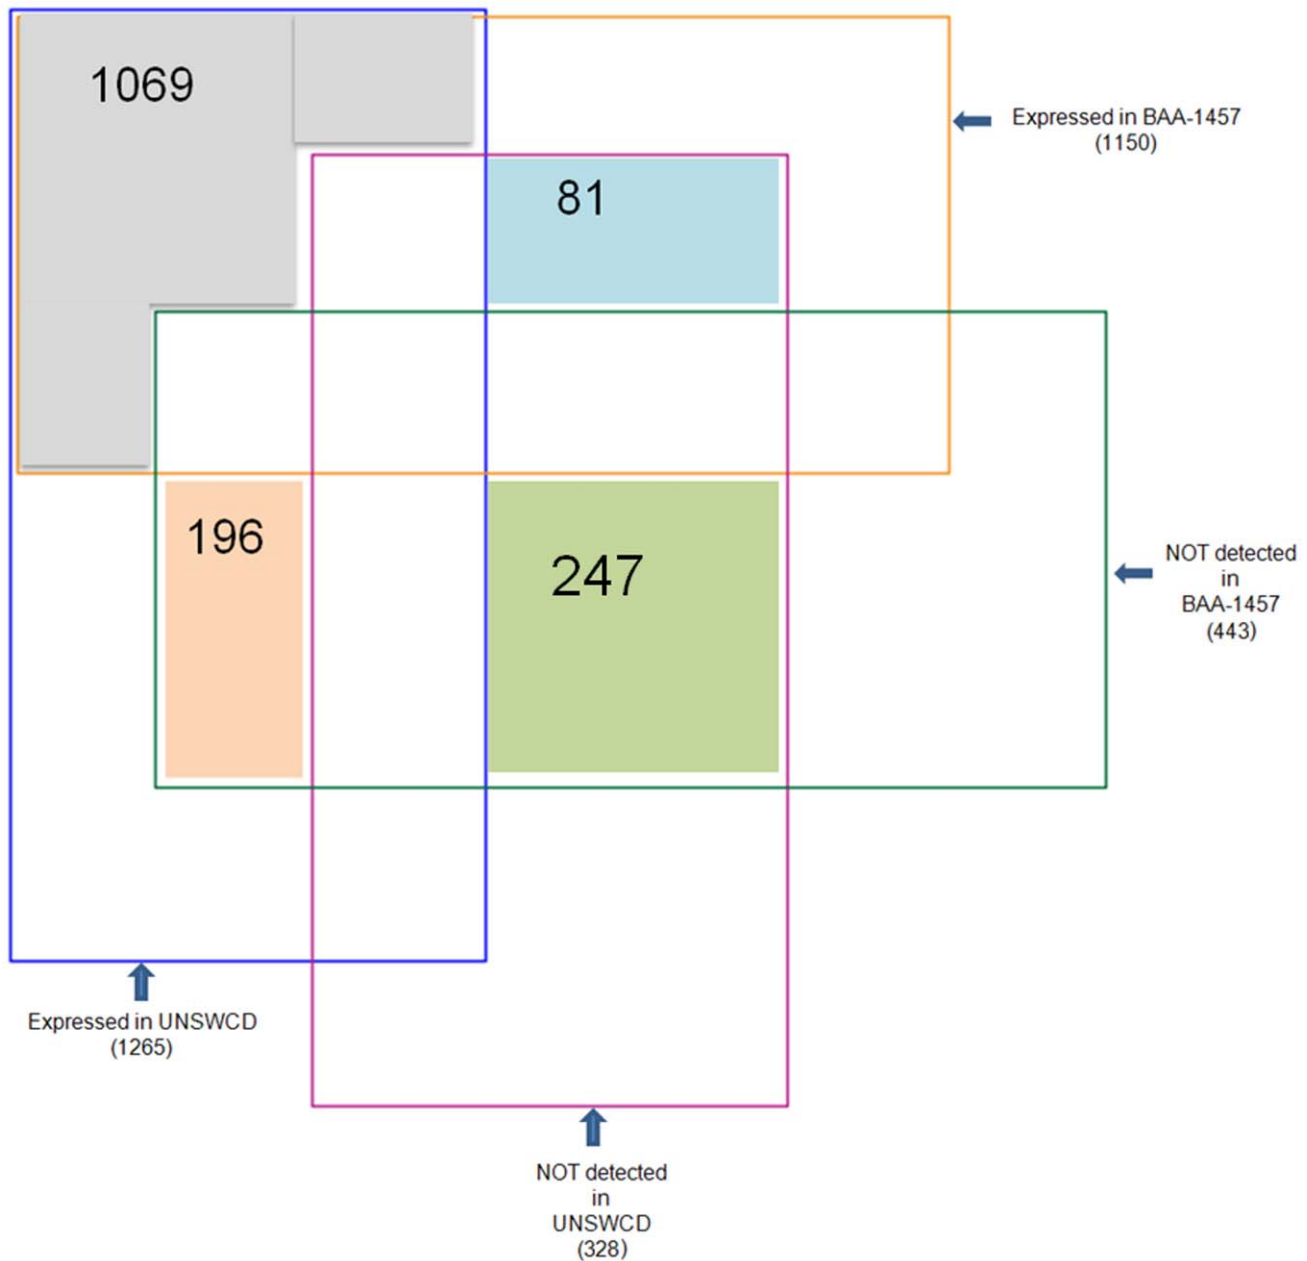 1069
Expressed in BAA-1457
(1150)
81
196
247
NOT detected
in
BAA-1457
(443)
Expressed in UNSWCD
(1265)
NOT detected
in
UNSWCD
(328)